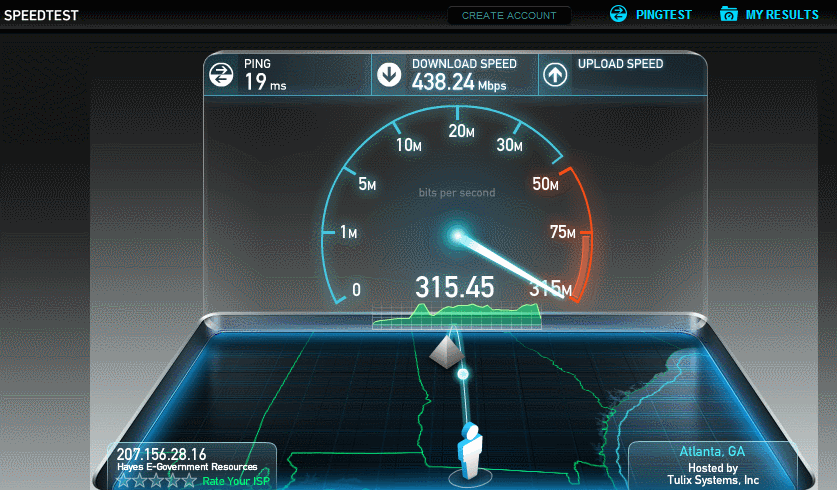 SPEEDTEST
CREATE ACCOUNT
PINGTEST
MY RESULTS
PING
19 ms
DOWNLOAD SPEED
438.24 Mbps
UPLOAD SPEED
0
1M
5M
10M
20M
30M
50M
75M
315M
bits per second
315.45
207.156.28.16
Hayes E-Government Resources
Rate Your ISP
Atlanta, GA
Hosted by
Tulix Systems, Inc